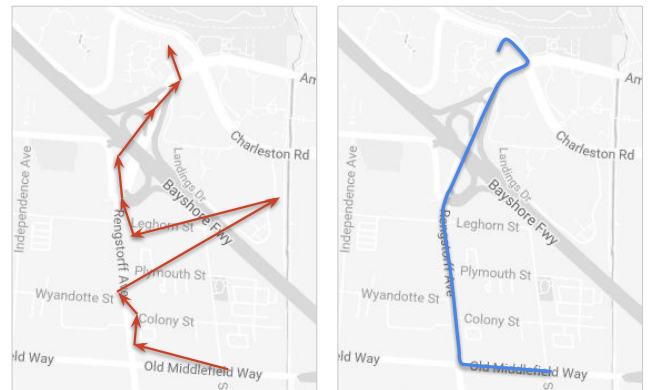 Am
Charleston Rd
Independence Ave
Landings Dr
Bayshore Fwy
Rengstorff Ave
Leghorn St
Plymouth St
Wyandotte St
Colony St
eld Way
Old Middlefield Way
S
Am
Charleston Rd
Independence Ave
Landings Dr
Bayshore Fwy
Rengstorff Ave
Leghorn St
Plymouth St
Wyandotte St
Colony St
eld Way
Old Middlefield Way
S